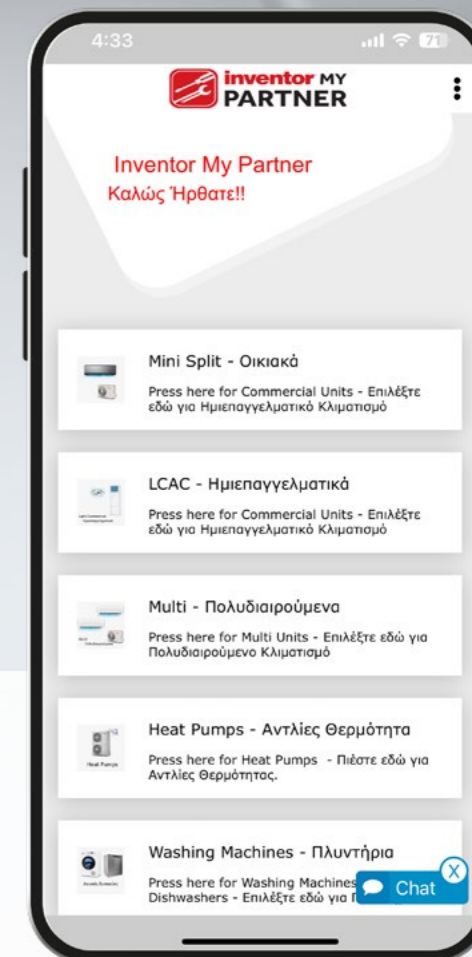 4:33
71
inventor MY
PARTNER
Inventor My Partner
Καλώς Ήρθατε!!
Mini Split - Οικιακά
Press here for Commercial Units - Επιλέξτε
εδώ για Ημιεπαγγελματικό Κλιματισμό
LCAC - Ημιεπαγγελματικά
Press here for Commercial Units - Επιλέξτε
εδώ για Ημιεπαγγελματικό Κλιματισμό
Multi - Πολυδιαιρούμενα
Press here for Multi Units - Επιλέξτε εδώ για
Πολυδιαιρούμενο Κλιματισμό
Heat Pumps - Αντλίες Θερμότητα
Heat Pumps
Press here for Heat Pumps - Πιέστε εδώ για
Αντλίες Θερμότητας.
Washing Machines - Πλυντήρια
Press here for Washing Machines
Dishwashers - Επιλέξτε εδώ για
Chat
X